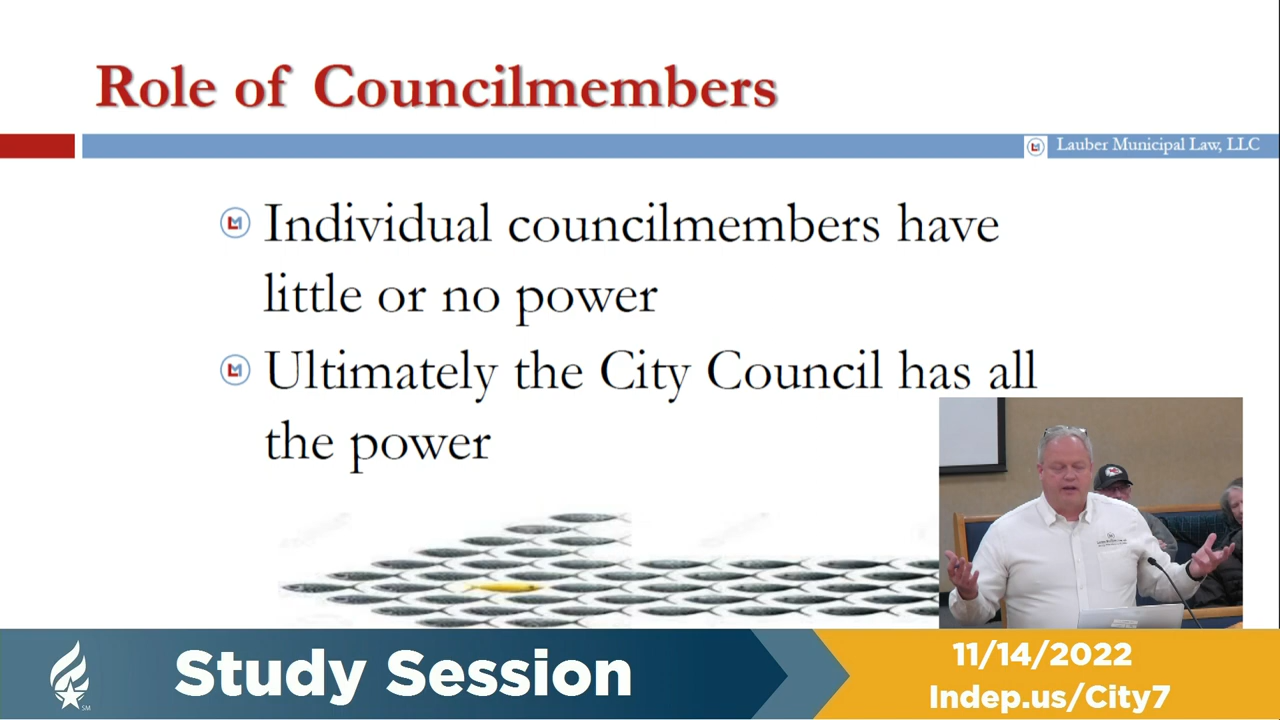 Role of Councilmembers
Lauber Municipal Law, LLC
Individual councilmembers have
little or no power
Ultimately the City Council has all
the power
Study Session
11/14/2022
Indep.us/City7
SM